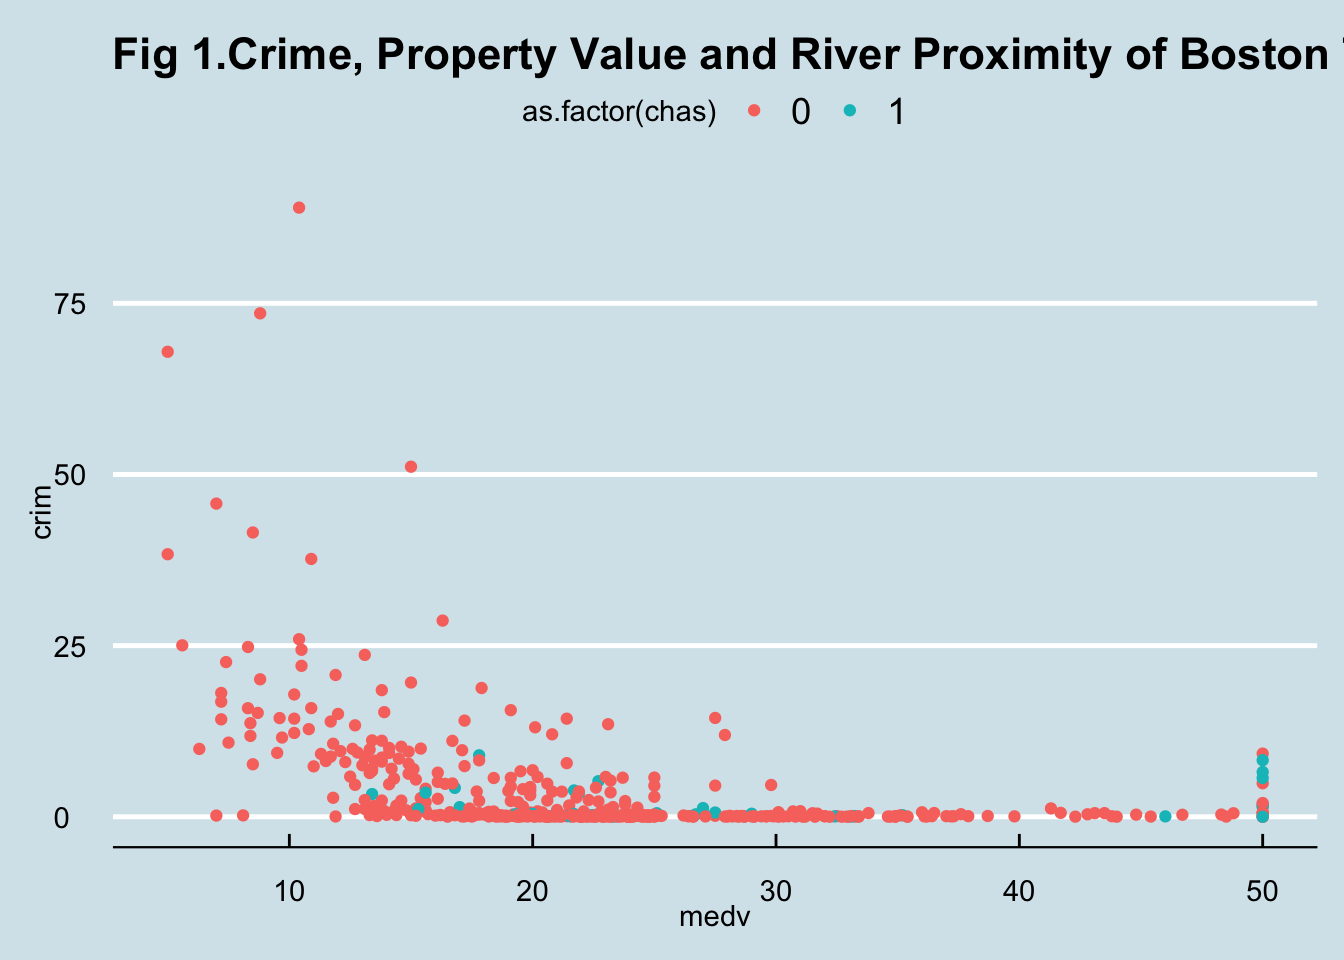 Fig 1.Crime, Property Value and River Proximity of Boston
as.factor(chas) 0 1
75
50
crim
25
0
10 20 30 40 50
medv